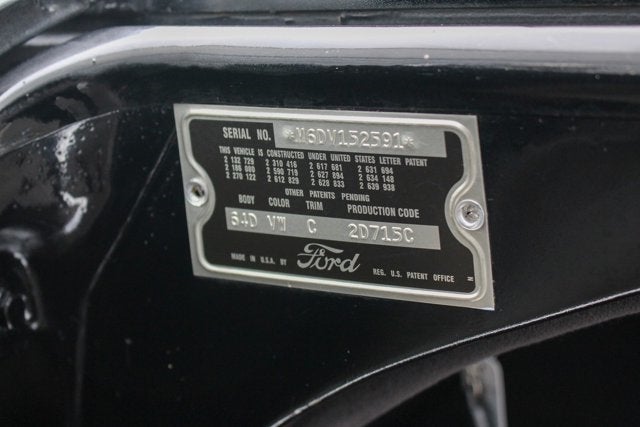 SERIAL NO. *M6DV152591*
THIS VEHICLE IS CONSTRUCTED UNDER UNITED STATES LETTER PATENT
2 132 729 2 310 416 2 617 681 2 631 694
2 195 080 2 590 719 2 627 894 2 634 148
2 270 122 2 612 829 2 628 833 2 639 938
OTHER PATENTS PENDING
BODY COLOR TRIM PRODUCTION CODE
64D VW C 2D715C
MADE IN U.S.A. BY Ford REG. U.S. PATENT OFFICE